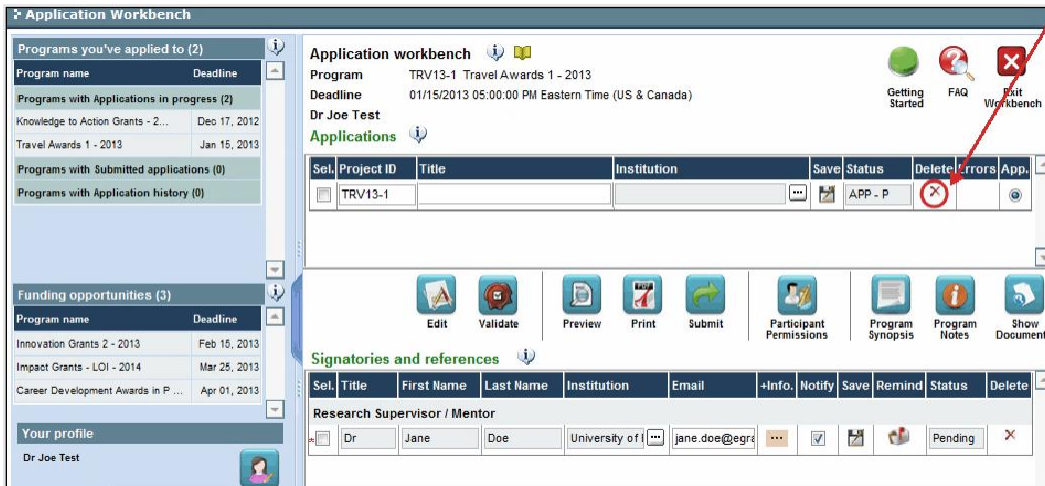 Application Workbench
Programs you've applied to (2)
Program name Deadline
Programs with Applications in progress (2)
Knowledge to Action Grants - 2... Dec 17, 2012
Travel Awards 1 - 2013 Jan 15, 2013
Programs with Submitted applications (0)
Programs with Application history (0)
Funding opportunities (3)
Program name Deadline
Innovation Grants 2 - 2013 Feb 15, 2013
Impact Grants - LOI - 2014 Mar 25, 2013
Career Development Awards in P ... Apr 01, 2013
Your profile
Dr Joe Test
Application workbench
Program TRV13-1 Travel Awards 1 - 2013
Deadline 01/15/2013 05:00:00 PM Eastern Time (US & Canada)
Dr Joe Test
Applications
Getting Started
FAQ
Exit Workbench
Sel. Project ID Title Institution Save Status Delete Errors App.
TRV13-1 ... APP - P
Edit
Validate
Preview
Print
Submit
Participant Permissions
Program Synopsis
Program Notes
Show Document
Signatories and references
Sel. Title First Name Last Name Institution Email +Info. Notify Save Remind Status Delete
Research Supervisor / Mentor
* Dr Jane Doe University of ... jane.doe@egra ... Pending